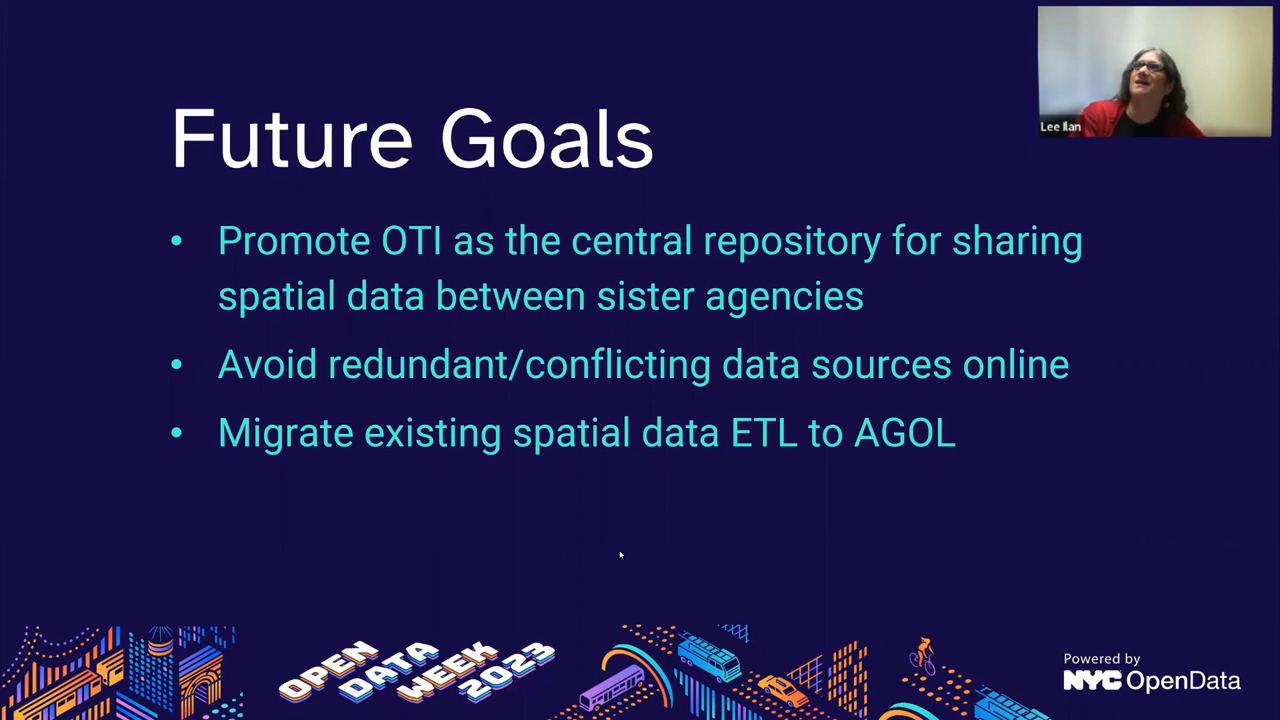 Lee Ilan
Future Goals
• Promote OTI as the central repository for sharing
spatial data between sister agencies
• Avoid redundant/conflicting data sources online
• Migrate existing spatial data ETL to AGOL
OPEN
DATA
WEEK
2023
Powered by
NYC OpenData